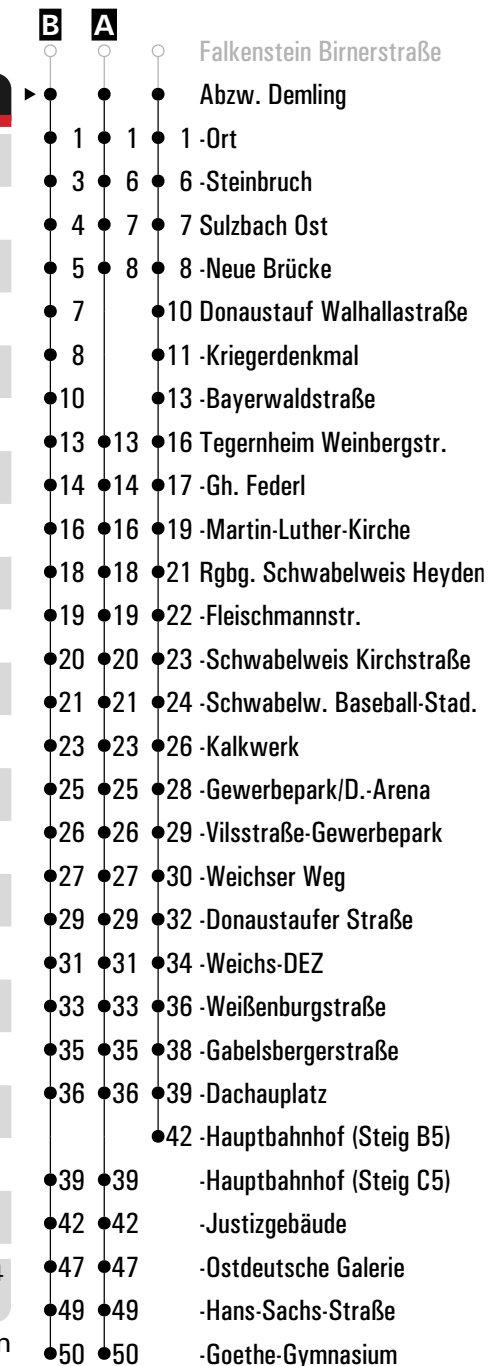 B A
Falkenstein Birnerstraße
Abzw. Demling
1 1 1 -Ort
3 6 6 -Steinbruch
4 7 7 Sulzbach Ost
5 8 8 -Neue Brücke
7 10 Donaustauf Walhallastraße
8 11 -Kriegerdenkmal
10 13 -Bayerwaldstraße
13 13 16 Tegernheim Weinbergstr.
14 14 17 -Gh. Federl
16 16 19 -Martin-Luther-Kirche
18 18 21 Rgbg. Schwabelweis Heyden
19 19 22 -Fleischmannstr.
20 20 23 -Schwabelweis Kirchstraße
21 21 24 -Schwabelw. Baseball-Stad.
23 23 26 -Kalkwerk
25 25 28 -Gewerbepark/D.-Arena
26 26 29 -Vilsstraße-Gewerbepark
27 27 30 -Weichser Weg
29 29 32 -Donaustaufer Straße
31 31 34 -Weichs-DEZ
33 33 36 -Weißenburgstraße
35 35 38 -Gabelsbergerstraße
36 36 39 -Dachauplatz
42 -Hauptbahnhof (Steig B5)
39 39 -Hauptbahnhof (Steig C5)
42 42 -Justizgebäude
47 47 -Ostdeutsche Galerie
49 49 -Hans-Sachs-Straße
50 50 -Goethe-Gymnasium